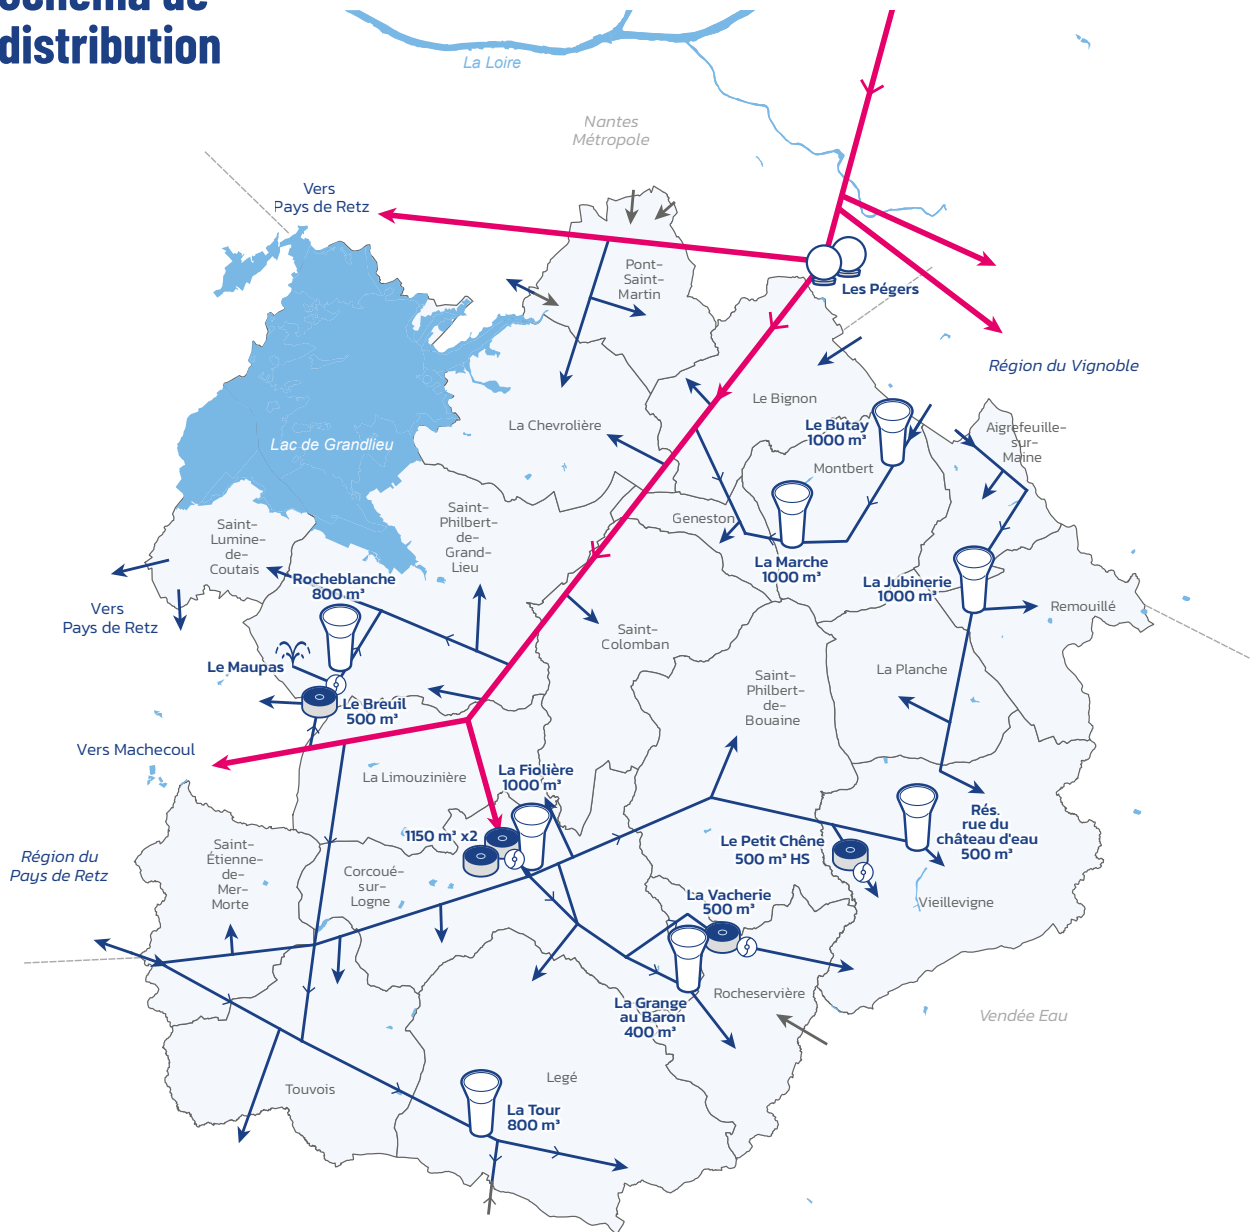 Schéma de
distribution
La Loire
Nantes
Métropole
Vers
Pays de Retz
Pont-
Saint-
Martin
Les Pégers
Région du Vignoble
Le Bignon
La Chevrolière
Le Butay
1000 m³
Aigrefeuille-
sur-
Maine
Lac de Grandlieu
Montbert
Saint-
Philbert-
de-
Grand-
Lieu
Geneston
Saint-
Lumine-
de-
Coutais
La Marche
1000 m³
Rocheblanche
800 m³
La Jubinerie
1000 m³
Remouillé
Vers
Pays de Retz
Saint-
Colomban
Le Maupas
La Planche
Saint-
Philbert-
de-
Bouaine
Le Breuil
500 m³
Vers Machecoul
La Limouzinière
La Fiolière
1000 m³
Rés.
rue du
château d'eau
500 m³
1150 m³ x2
Le Petit Chêne
500 m³ HS
Région du
Pays de Retz
Saint-
Étienne-
de-
Mer-
Morte
Corcoué-
sur-
Logne
La Vacherie
500 m³
Vieillevigne
Rocheservière
La Grange
au Baron
400 m³
Vendée Eau
Legé
Touvois
La Tour
800 m³